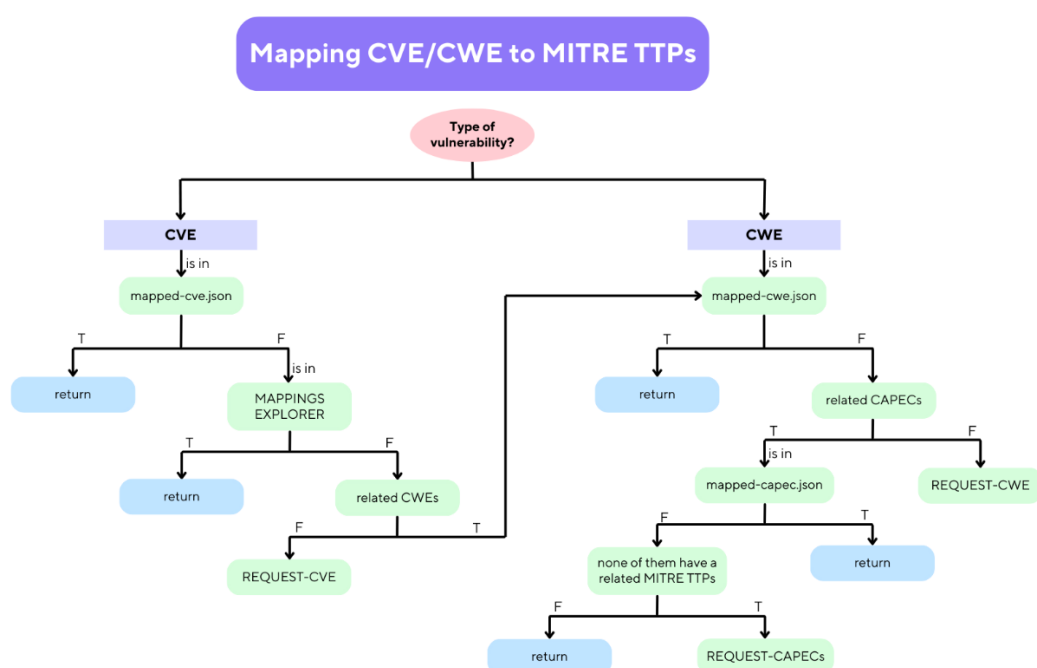 Mapping CVE/CWE to MITRE TTPs
Type of
vulnerability?
CVE
CWE
is in
is in
mapped-cve.json
mapped-cwe.json
T
F
T
F
is in
return
MAPPINGS
EXPLORER
return
related CAPECs
T
F
T
F
is in
return
related CWEs
mapped-capec.json
REQUEST-CWE
F
T
F
T
REQUEST-CVE
none of them have a
related MITRE TTPs
return
F
T
return
REQUEST-CAPECs